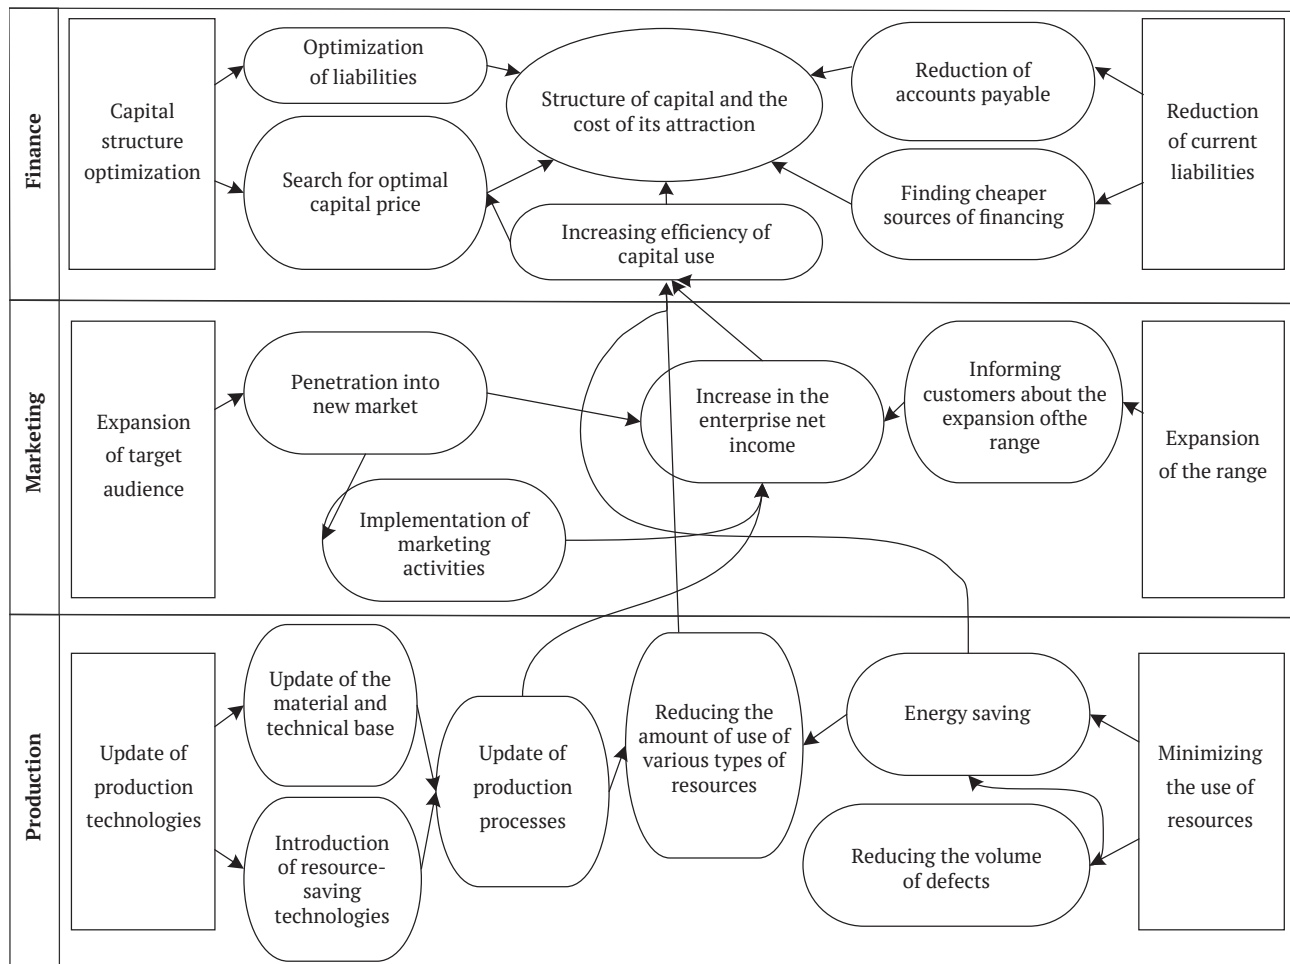 Finance
Capital
structure
optimization
Optimization
of liabilities
Search for optimal
capital price
Structure of capital and the
cost of its attraction
Increasing efficiency of
capital use
Reduction of
accounts payable
Finding cheaper
sources of financing
Reduction
of current
liabilities
Marketing
Expansion
of target
audience
Penetration into
new market
Implementation of
marketing
activities
Increase in the
enterprise net
income
Informing
customers about the
expansion ofthe
range
Expansion
of the range
Production
Update of
production
technologies
Update of the
material and
technical base
Introduction
of resource-
saving
technologies
Update of
production
processes
Reducing the
amount of use of
various types of
resources
Energy saving
Reducing the volume
of defects
Minimizing
the use of
resources